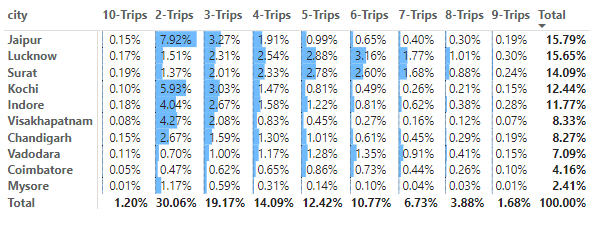 city 10-Trips 2-Trips 3-Trips 4-Trips 5-Trips 6-Trips 7-Trips 8-Trips 9-Trips Total
Jaipur 0.15% 7.92% 3.27% 1.91% 0.99% 0.65% 0.40% 0.30% 0.19% 15.79%
Lucknow 0.17% 1.51% 2.31% 2.54% 2.88% 3.16% 1.77% 1.01% 0.30% 15.65%
Surat 0.19% 1.37% 2.01% 2.33% 2.78% 2.60% 1.68% 0.88% 0.24% 14.09%
Kochi 0.10% 5.93% 3.03% 1.47% 0.81% 0.49% 0.26% 0.21% 0.15% 12.44%
Indore 0.18% 4.04% 2.67% 1.58% 1.22% 0.81% 0.62% 0.38% 0.28% 11.77%
Visakhapatnam 0.08% 4.27% 2.08% 0.83% 0.45% 0.27% 0.16% 0.12% 0.07% 8.33%
Chandigarh 0.15% 2.67% 1.59% 1.30% 1.01% 0.61% 0.45% 0.29% 0.19% 8.27%
Vadodara 0.11% 0.70% 1.00% 1.17% 1.28% 1.35% 0.91% 0.41% 0.15% 7.09%
Coimbatore 0.05% 0.47% 0.62% 0.65% 0.86% 0.73% 0.44% 0.26% 0.10% 4.16%
Mysore 0.01% 1.17% 0.59% 0.31% 0.14% 0.10% 0.04% 0.03% 0.01% 2.41%
Total 1.20% 30.06% 19.17% 14.09% 12.42% 10.77% 6.73% 3.88% 1.68% 100.00%